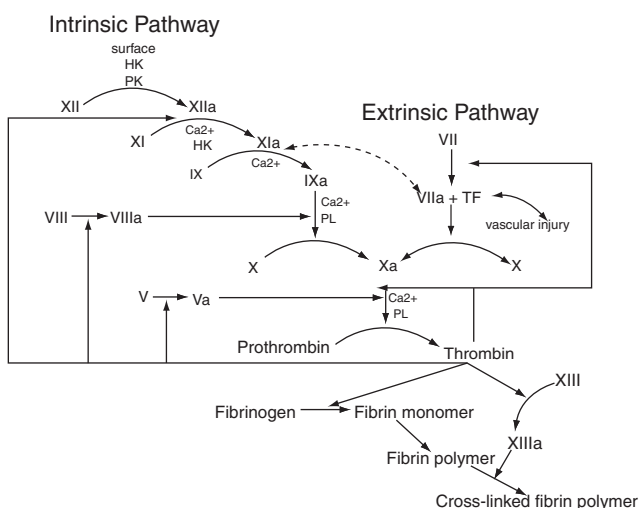 Intrinsic Pathway
surface
HK
PK
XII
XIIa
Extrinsic Pathway
XI
Ca2+
HK
XIa
VII
IX
Ca2+
IXa
VIIa + TF
Ca2+
PL
VIII
VIIIa
vascular injury
X
Xa
X
V
Va
Ca2+
PL
Prothrombin
Thrombin
XIII
Fibrinogen
Fibrin monomer
XIIIa
Fibrin polymer
Cross-linked fibrin polymer